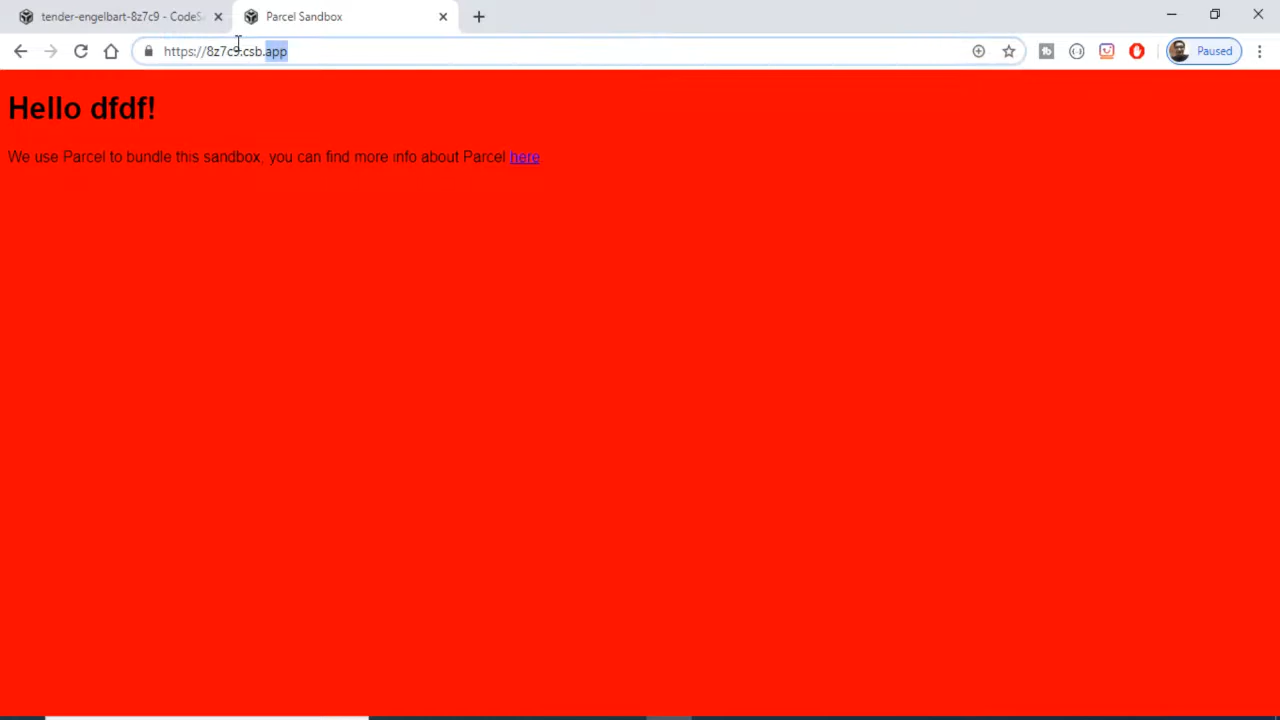 tender-engelbart-8z7c9 - CodeS
Parcel Sandbox
https://8z7c9.csb.app
Paused
Hello dfdf!
We use Parcel to bundle this sandbox, you can find more info about Parcel here